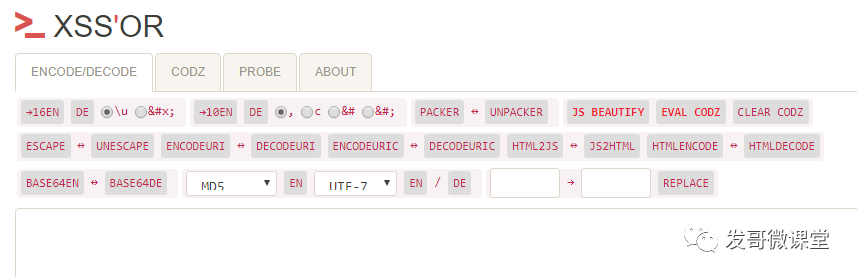 >_ XSS'OR
ENCODE/DECODE CODZ PROBE ABOUT
→16EN DE \u &#x; →10EN DE , c &# &#; PACKER ↔ UNPACKER JS BEAUTIFY EVAL CODZ CLEAR CODZ
ESCAPE ↔ UNESCAPE ENCODEURI ↔ DECODEURI ENCODEURIC ↔ DECODEURIC HTML2JS ↔ JS2HTML HTMLENCODE ↔ HTMLDECODE
BASE64EN ↔ BASE64DE MD5 EN UTF-7 EN / DE → REPLACE
发哥微课堂